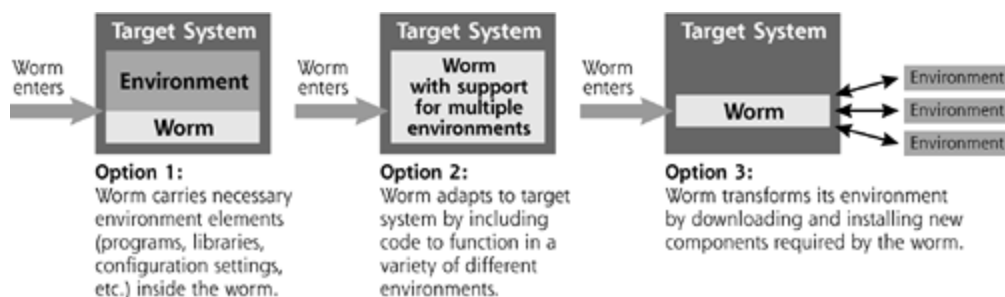 Target System
Worm
enters
Environment
Worm
Option 1:
Worm carries necessary
environment elements
(programs, libraries,
configuration settings,
etc.) inside the worm.
Target System
Worm
enters
Worm
with support
for multiple
environments
Option 2:
Worm adapts to target
system by including
code to function in a
variety of different
environments.
Target System
Worm
enters
Worm
Environment
Environment
Environment
Option 3:
Worm transforms its environment
by downloading and installing new
components required by the worm.